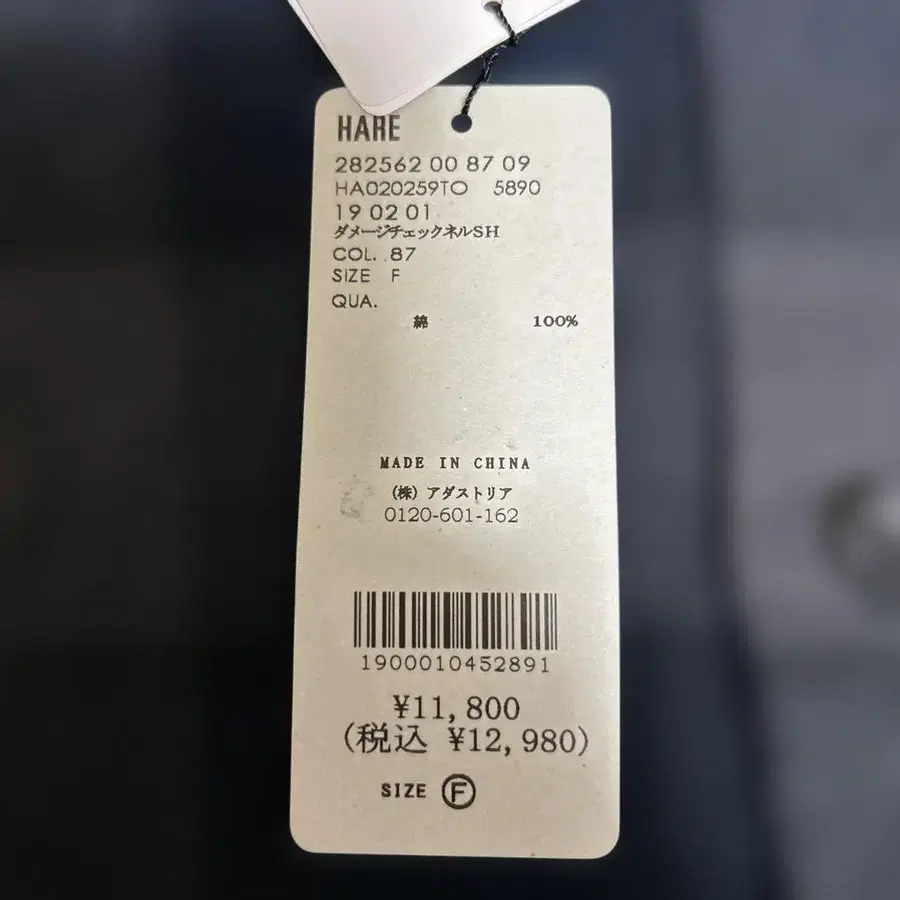 HARE
282562 00 87 09
HA020259TO 5890
19 02 01
ダメージチェックネルSH
COL. 87
SIZE F
QUA.
綿 100%
MADE IN CHINA
(株) アダストリア
0120-601-162
1900010452891
¥11,800
(税込 ¥12,980)
SIZE F